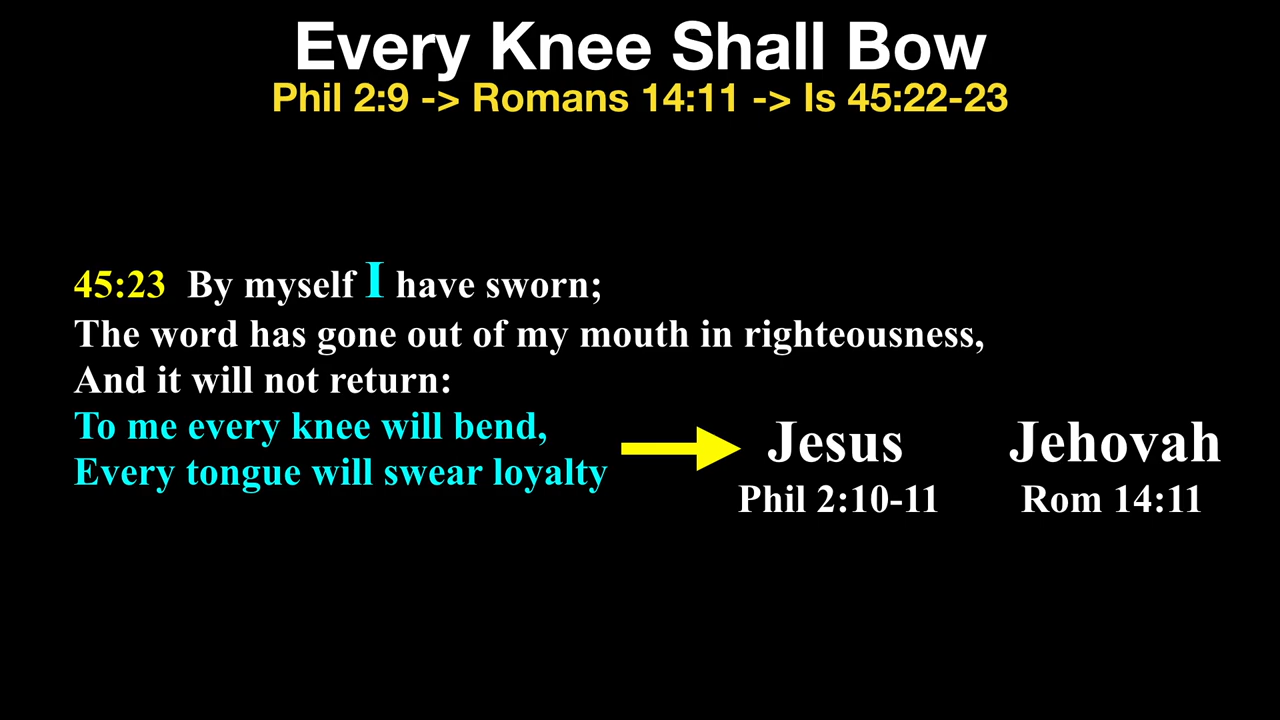 Every Knee Shall Bow
Phil 2:9 -> Romans 14:11 -> Is 45:22-23
45:23 By myself I have sworn;
The word has gone out of my mouth in righteousness,
And it will not return:
To me every knee will bend,
Every tongue will swear loyalty
Jesus Jehovah
Phil 2:10-11 Rom 14:11